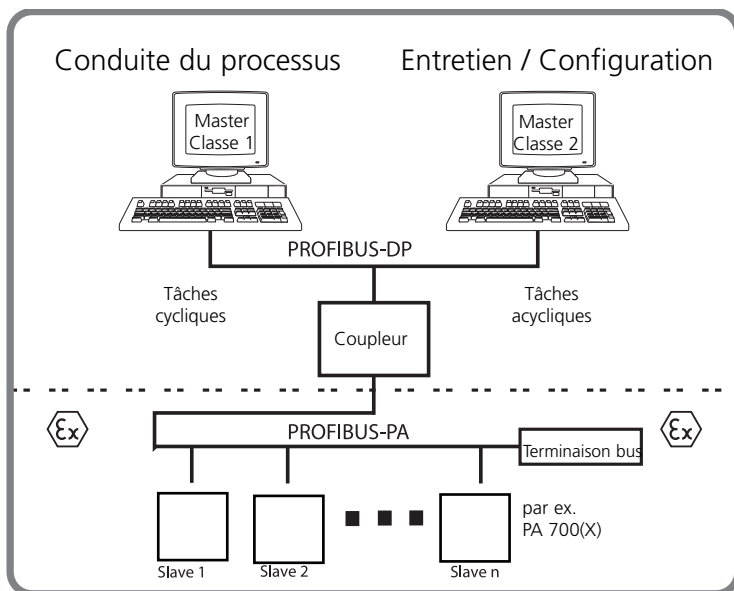 Conduite du processus
Entretien / Configuration
Master
Classe 1
Master
Classe 2
PROFIBUS-DP
Tâches
cycliques
Tâches
acycliques
Coupleur
Ex
Ex
PROFIBUS-PA
Terminaison bus
par ex.
PA 700(X)
Slave 1
Slave 2
Slave n